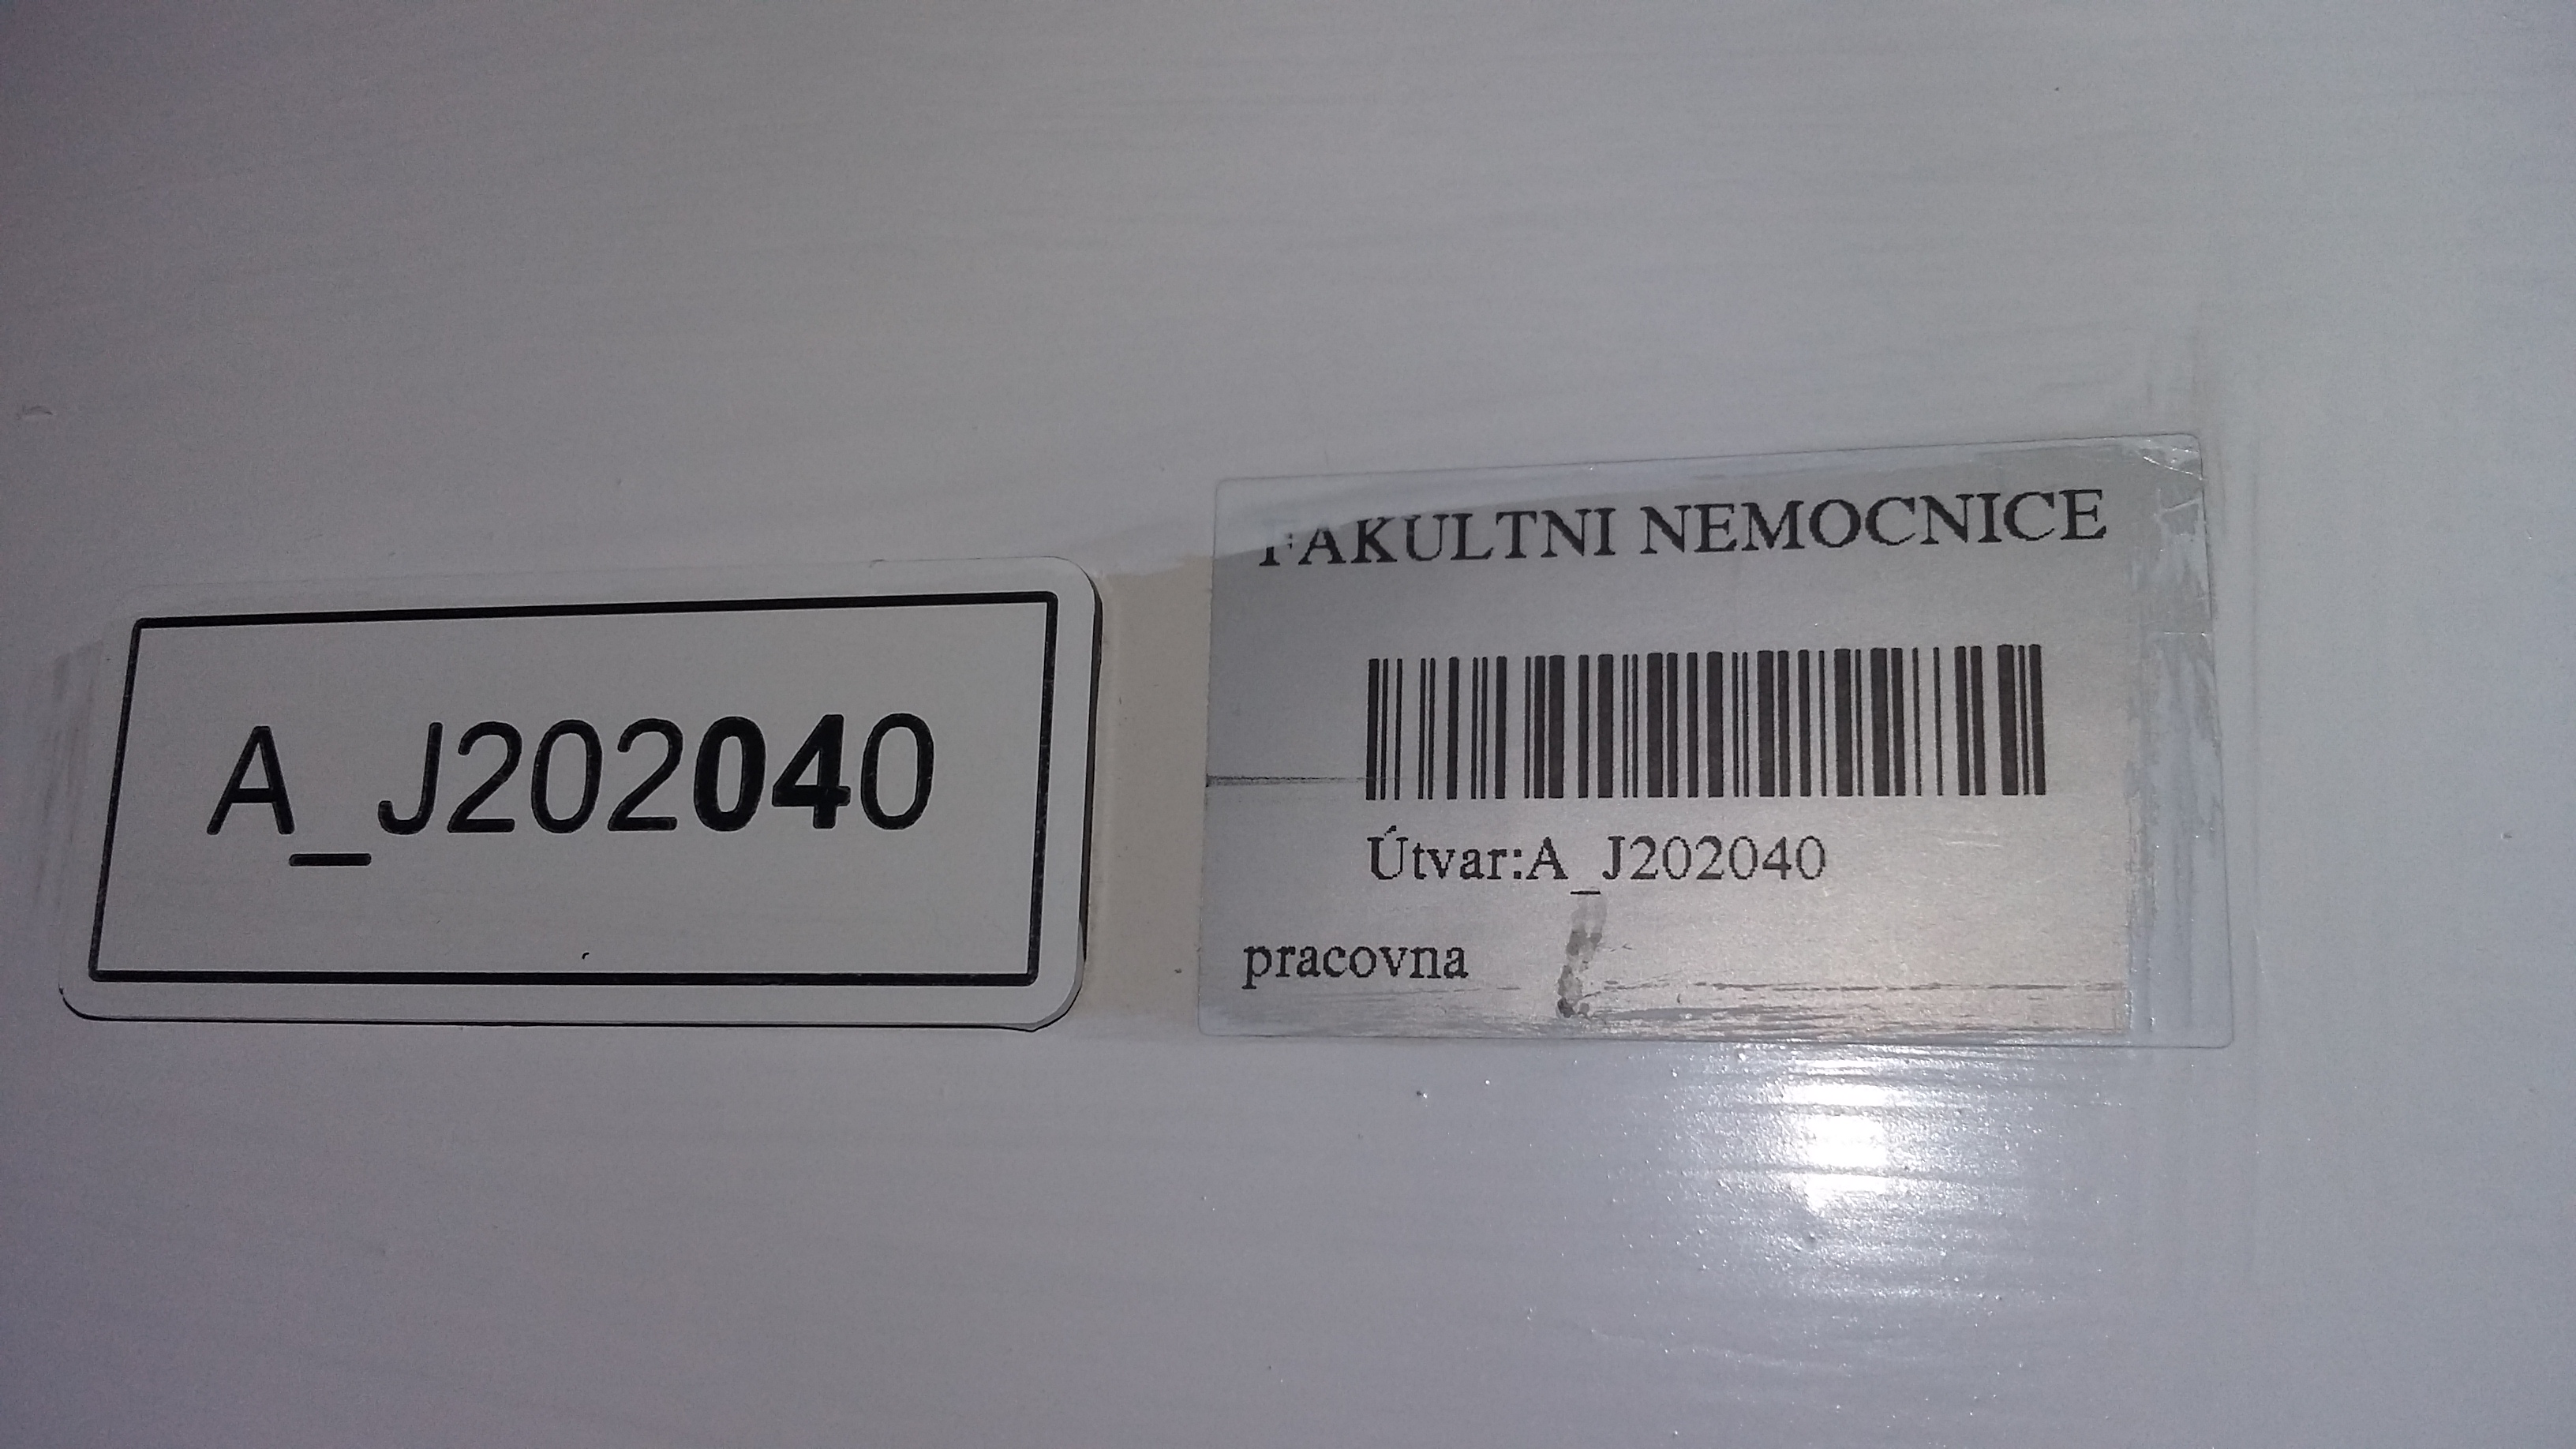 A_J202040
FAKULTNI NEMOCNICE
Útvar:A_J202040
pracovna